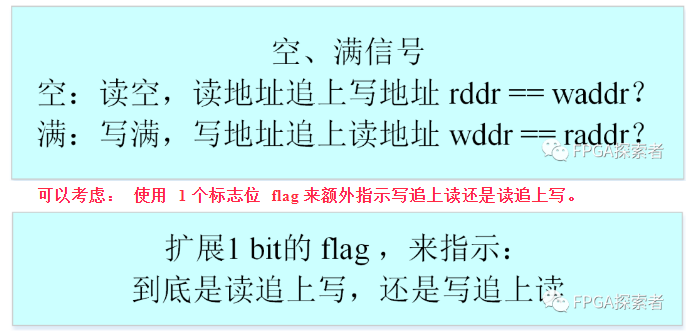 空、满信号
空：读空，读地址追上写地址 rddr == waddr？
满：写满，写地址追上读地址 wddr == raddr？
FPGA探索者
可以考虑： 使用 1 个标志位 flag 来额外指示写追上读还是读追上写。
扩展1 bit的 flag ，来指示：
到底是读追上写，还是写追上读
FPGA探索者